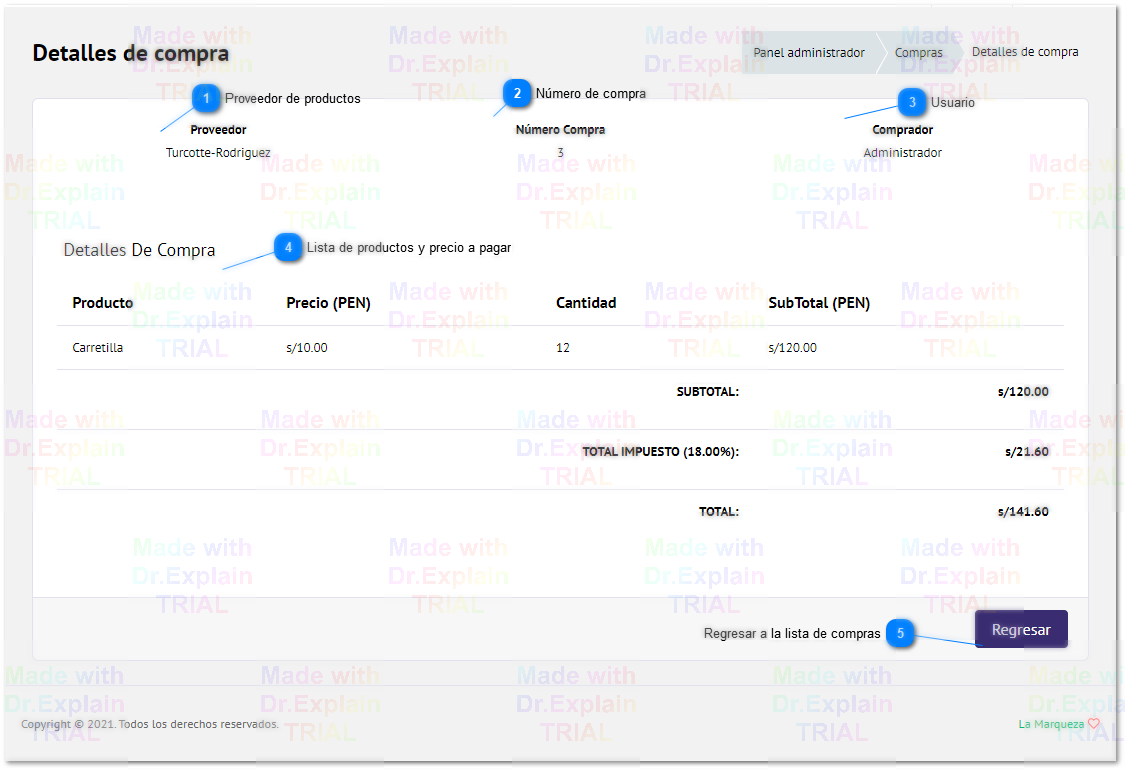 Detalles de compra
Panel administrador Compras Detalles de compra
1 Proveedor de productos
2 Número de compra
3 Usuario
Proveedor Número Compra Comprador
Turcotte-Rodriguez 3 Administrador
Detalles De Compra
4 Lista de productos y precio a pagar
Producto Precio (PEN) Cantidad SubTotal (PEN)
Carretilla s/10.00 12 s/120.00
SUBTOTAL: s/120.00
TOTAL IMPUESTO (18.00%): s/21.60
TOTAL: s/141.60
Regresar a la lista de compras 5 Regresar
Copyright © 2021. Todos los derechos reservados. La Marqueza
Made with
Dr.Explain
TRIAL